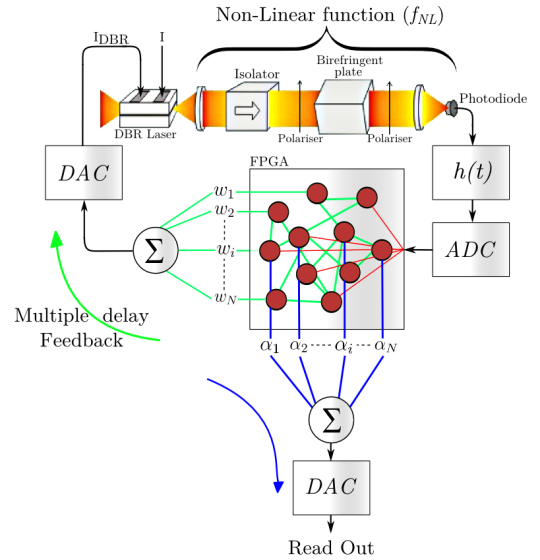 Non-Linear function (f_NL)
I_DBR
I
Isolator
Birefringent
plate
Photodiode
DBR Laser
Polariser
Polariser
DAC
FPGA
h(t)
w_1
w_2
Σ
w_i
ADC
w_N
Multiple delay
Feedback
α_1
α_2
α_i
α_N
Σ
DAC
Read Out